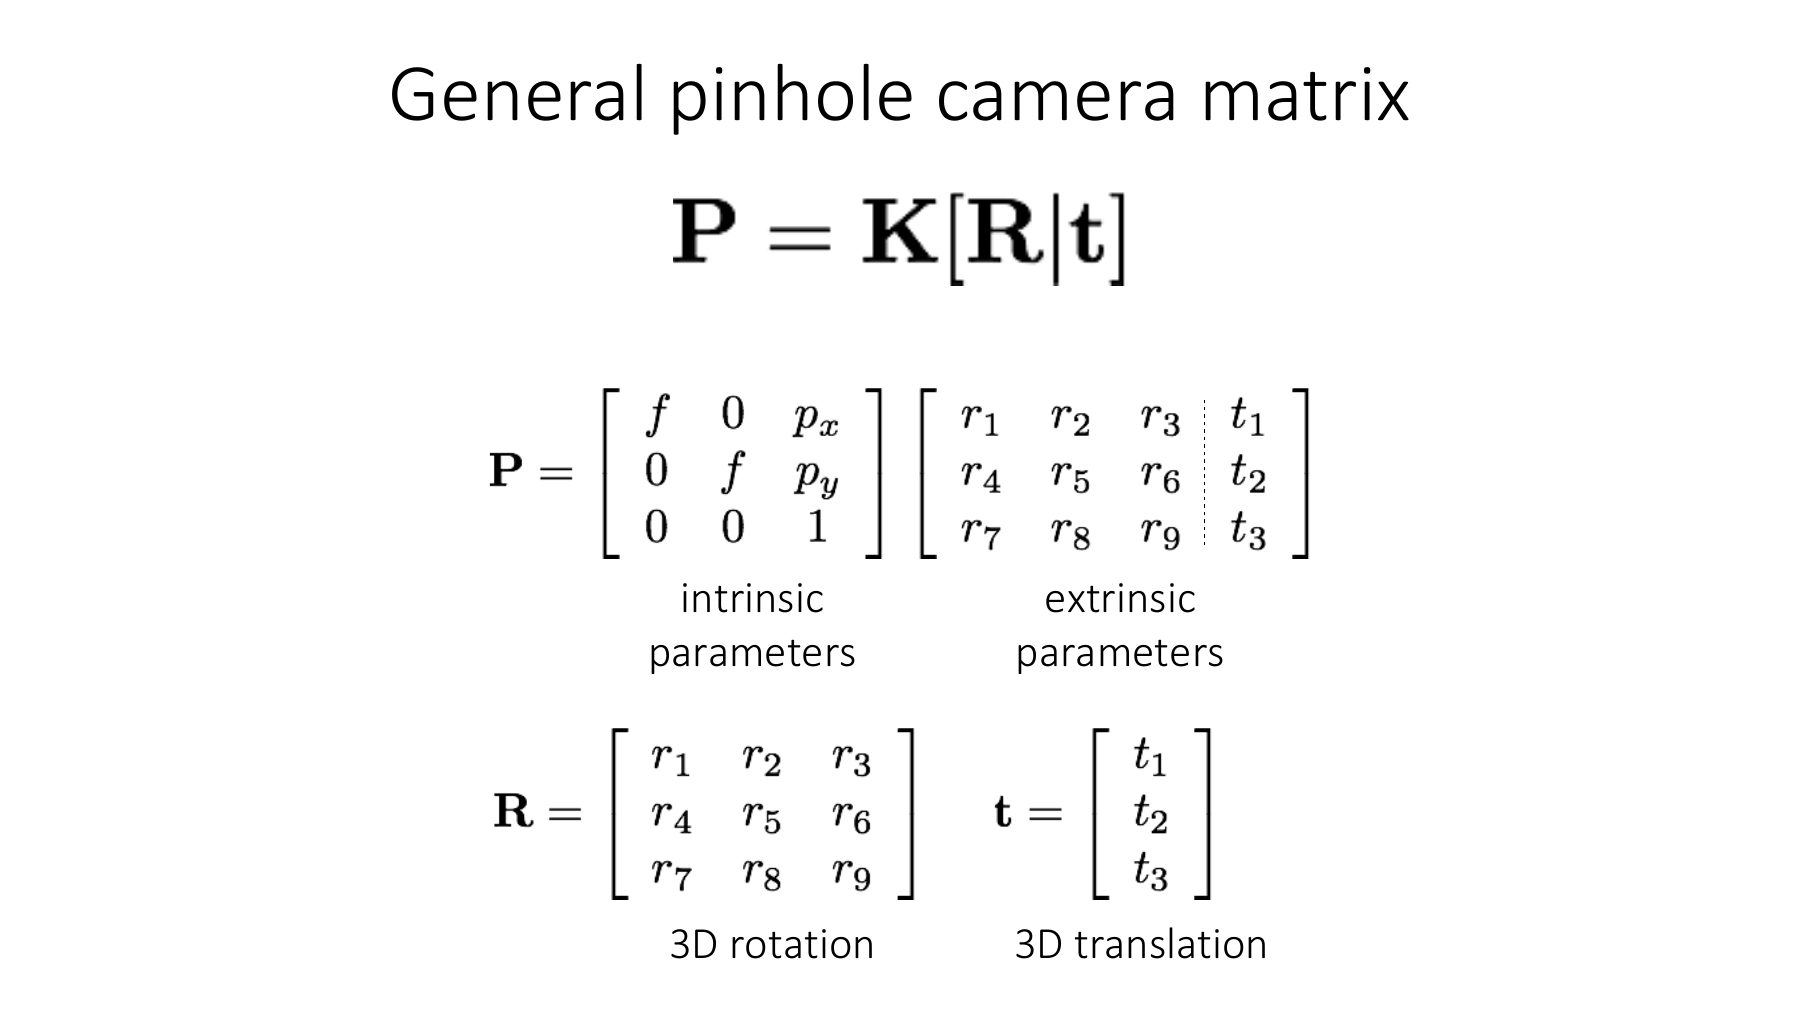 General pinhole camera matrix
P = K[R|t]
P = [ f 0 p_x ; 0 f p_y ; 0 0 1 ] [ r_1 r_2 r_3 | t_1 ; r_4 r_5 r_6 | t_2 ; r_7 r_8 r_9 | t_3 ]
intrinsic parameters
extrinsic parameters
R = [ r_1 r_2 r_3 ; r_4 r_5 r_6 ; r_7 r_8 r_9 ]
t = [ t_1 ; t_2 ; t_3 ]
3D rotation
3D translation